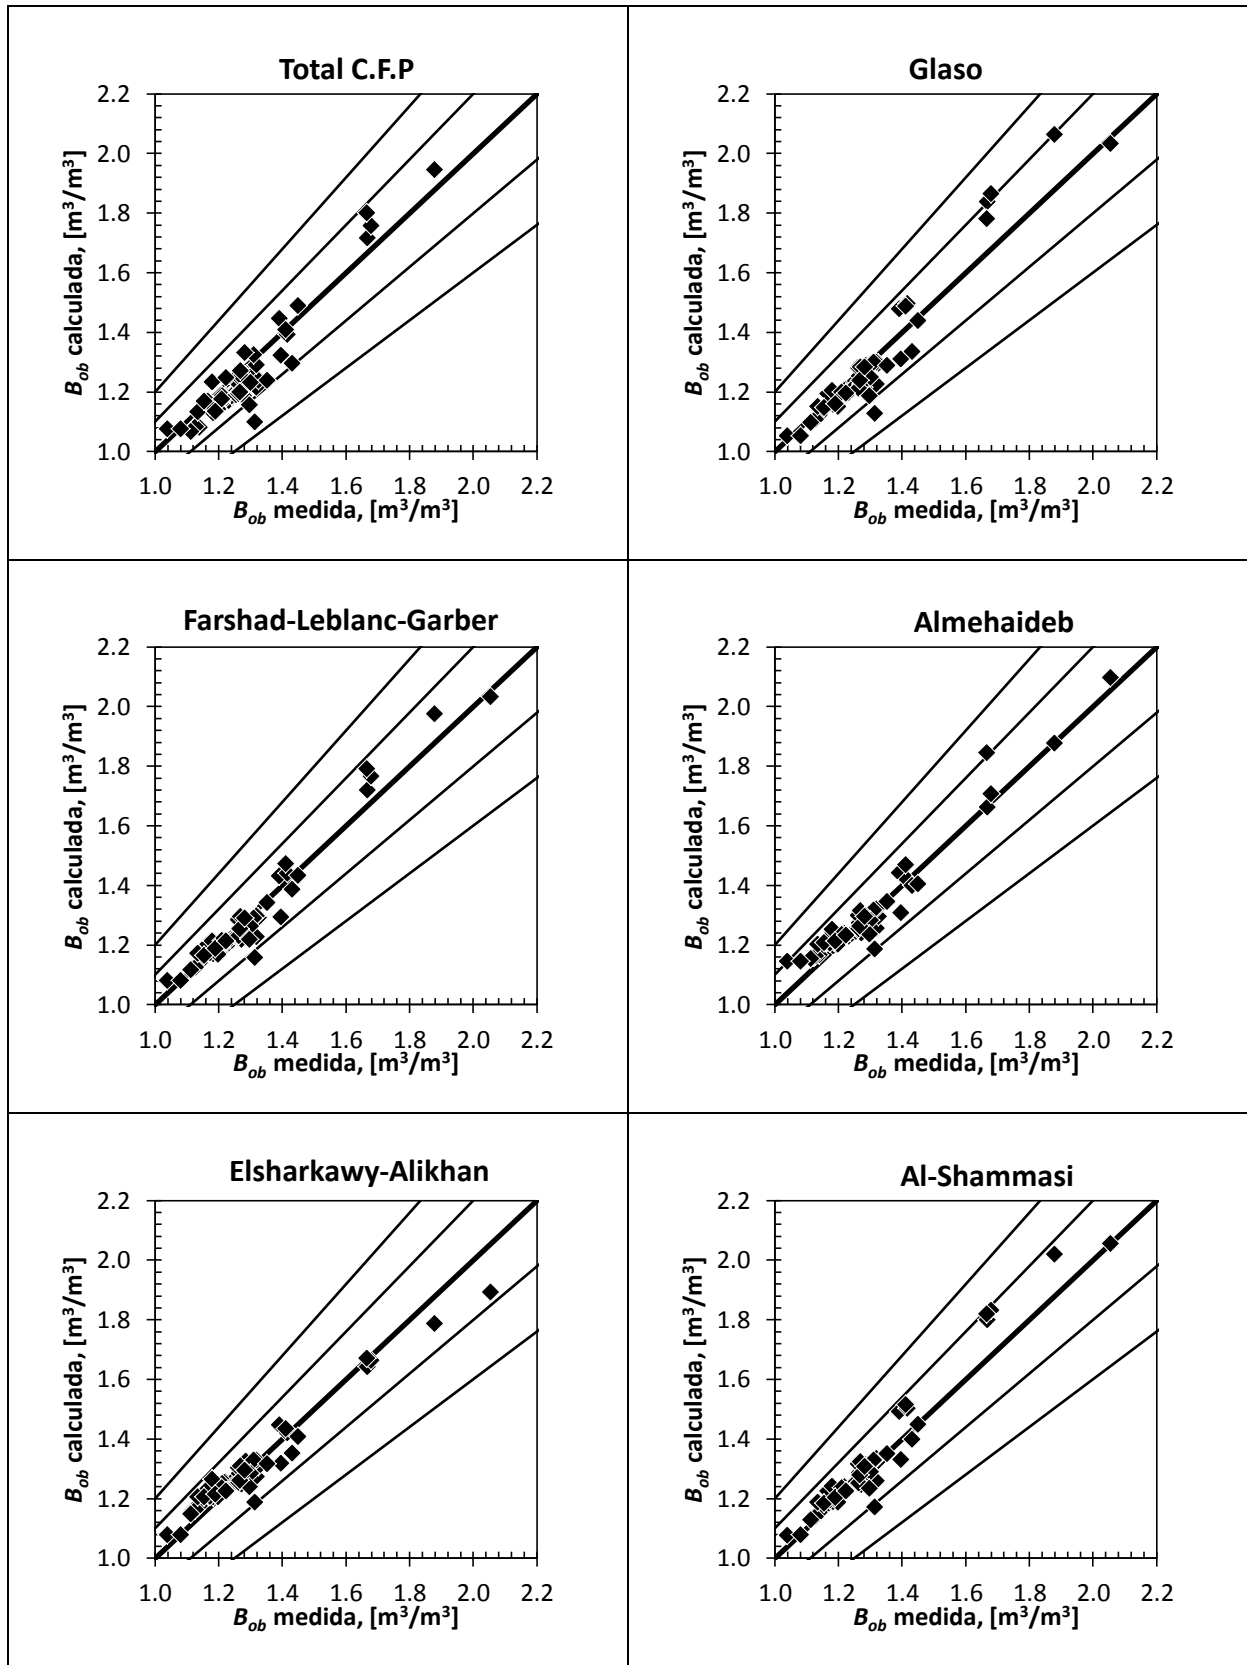 Total C.F.P
2.2
2.0
1.8
1.6
1.4
1.2
1.0
B_ob calculada, [m³/m³]
1.0 1.2 1.4 1.6 1.8 2.0 2.2
B_ob medida, [m³/m³]
Glaso
2.2
2.0
1.8
1.6
1.4
1.2
1.0
B_ob calculada, [m³/m³]
1.0 1.2 1.4 1.6 1.8 2.0 2.2
B_ob medida, [m³/m³]
Farshad-Leblanc-Garber
2.2
2.0
1.8
1.6
1.4
1.2
1.0
B_ob calculada, [m³/m³]
1.0 1.2 1.4 1.6 1.8 2.0 2.2
B_ob medida, [m³/m³]
Almehaideb
2.2
2.0
1.8
1.6
1.4
1.2
1.0
B_ob calculada, [m³/m³]
1.0 1.2 1.4 1.6 1.8 2.0 2.2
B_ob medida, [m³/m³]
Elsharkawy-Alikhan
2.2
2.0
1.8
1.6
1.4
1.2
1.0
B_ob calculada, [m³/m³]
1.0 1.2 1.4 1.6 1.8 2.0 2.2
B_ob medida, [m³/m³]
Al-Shammasi
2.2
2.0
1.8
1.6
1.4
1.2
1.0
B_ob calculada, [m³/m³]
1.0 1.2 1.4 1.6 1.8 2.0 2.2
B_ob medida, [m³/m³]